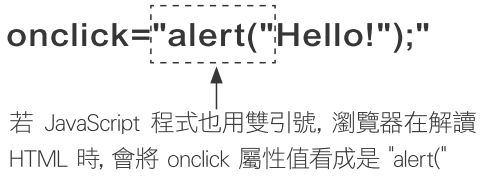 onclick="alert("Hello!");"
若 JavaScript 程式也用雙引號, 瀏覽器在解讀
HTML 時, 會將 onclick 屬性值看成是 "alert("